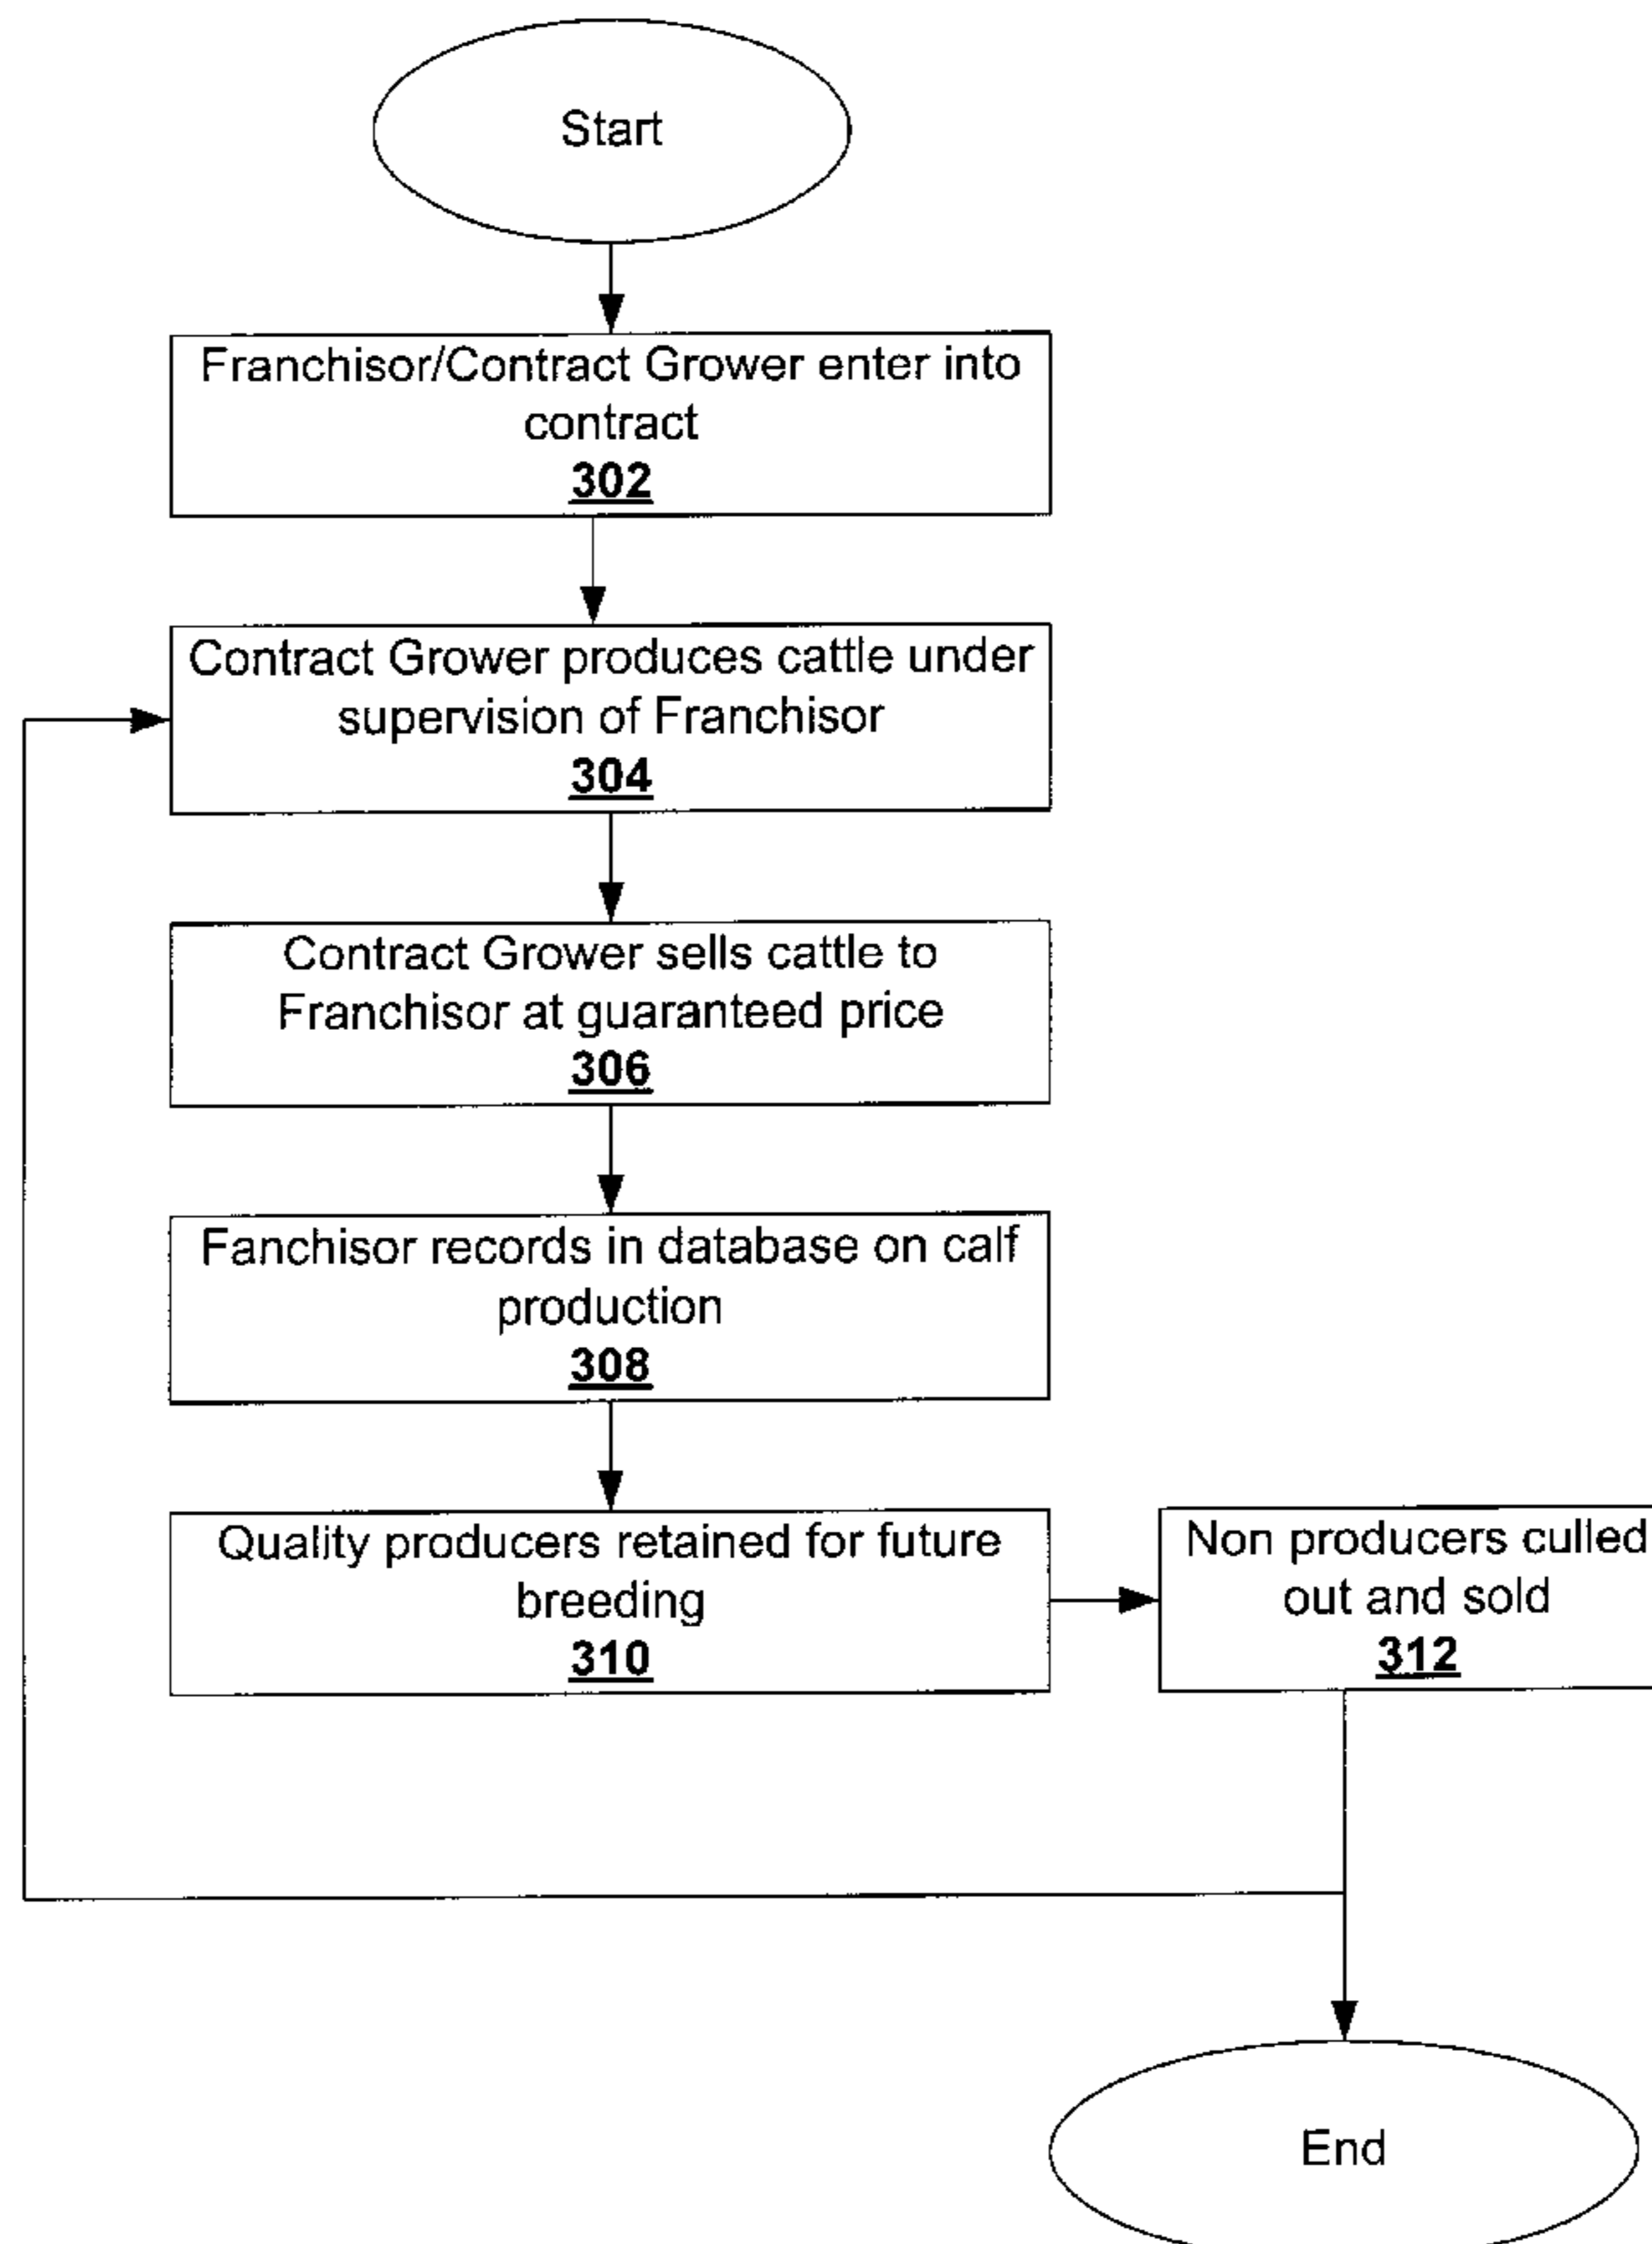 Start
Franchisor/Contract Grower enter into
contract
302
Contract Grower produces cattle under
supervision of Franchisor
304
Contract Grower sells cattle to
Franchisor at guaranteed price
306
Fanchisor records in database on calf
production
308
Quality producers retained for future
breeding
310
Non producers culled
out and sold
312
End